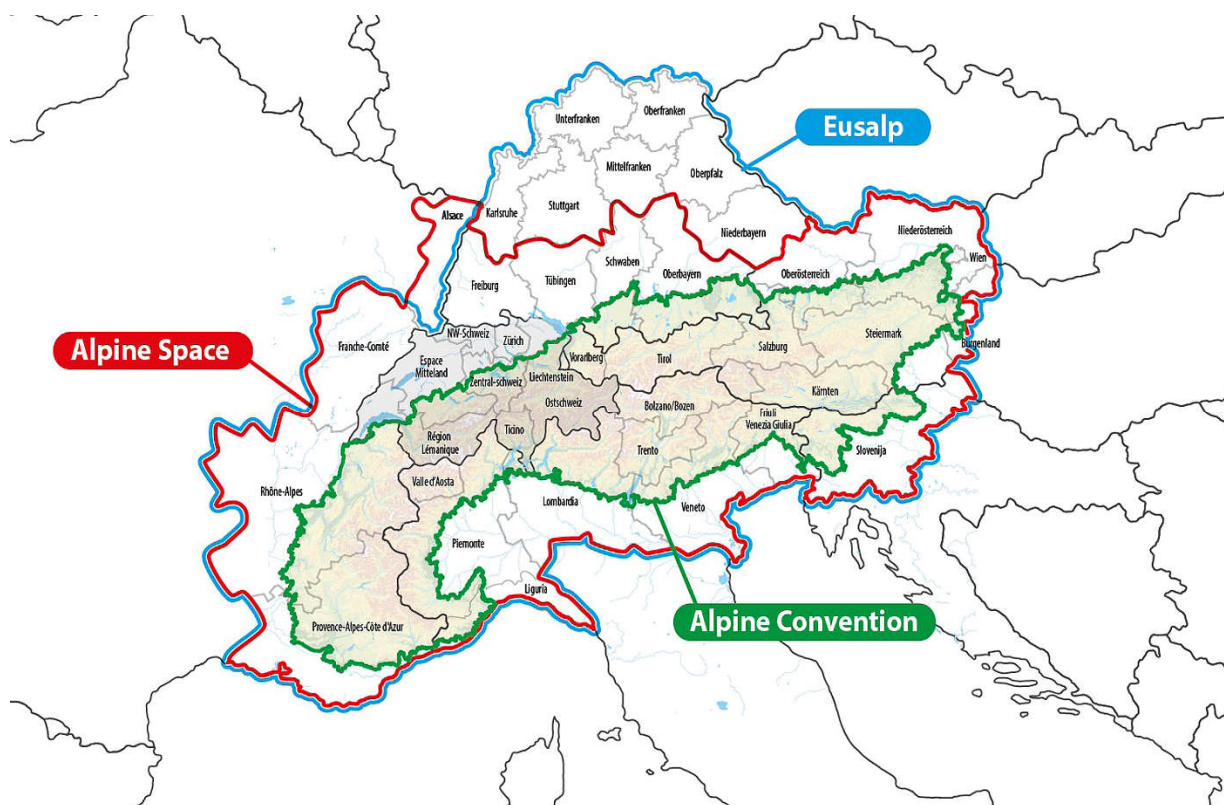 Unterfranken
Oberfranken
Eusalp
Mittelfranken
Oberpfalz
Alsace
Karlsruhe
Stuttgart
Niederbayern
Niederösterreich
Wien
Schwaben
Oberbayern
Oberösterreich
Freiburg
Tübingen
NW-Schweiz
Zürich
Franche-Comté
Alpine Space
Espace
Mitteland
Vorarlberg
Tirol
Salzburg
Steiermark
Burgenland
Zentral-schweiz
Liechtenstein
Ostschweiz
Kärnten
Bolzano/Bozen
Friuli
Venezia Giulia
Région
Lémanique
Ticino
Trento
Slovenija
Valle d'Aosta
Rhône-Alpes
Lombardia
Veneto
Piemonte
Liguria
Alpine Convention
Provence-Alpes-Côte d'Azur